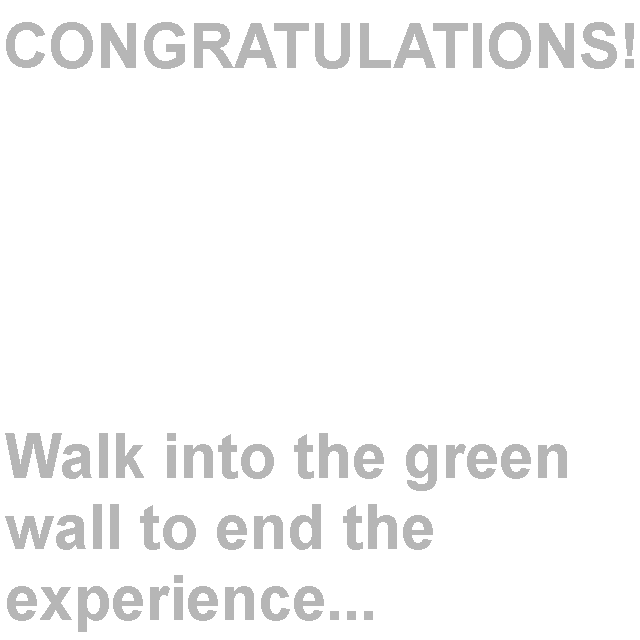 CONGRATULATIONS!
Walk into the green
wall to end the
experience...